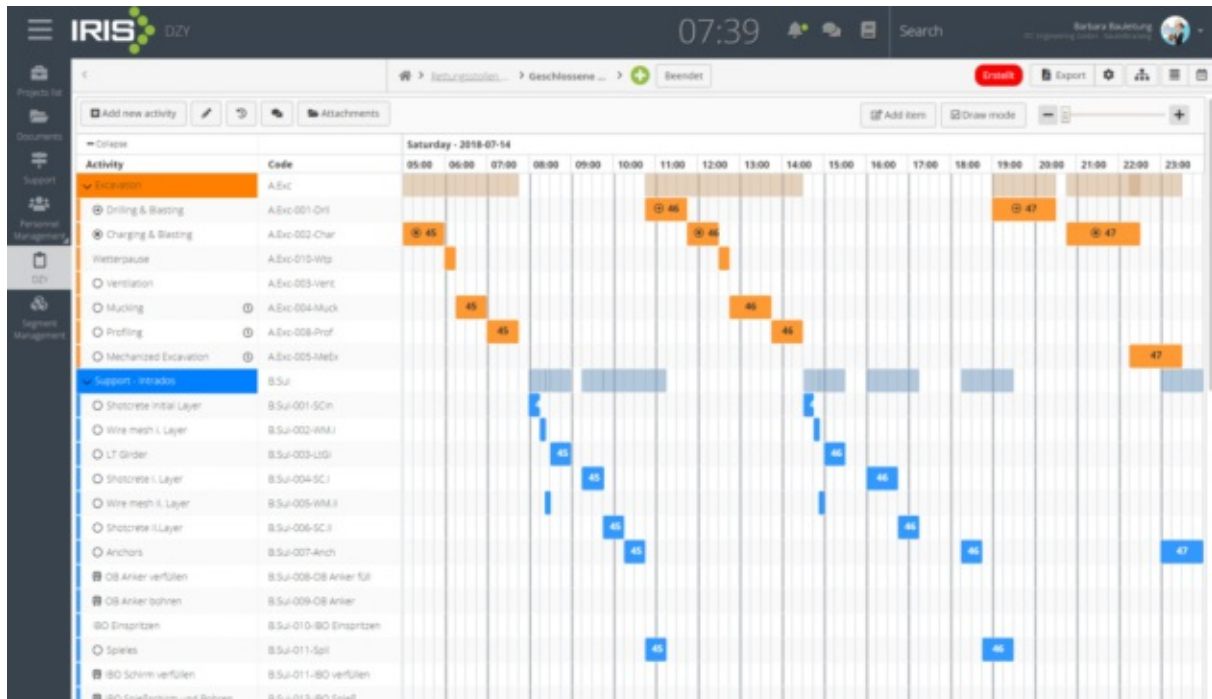 IRIS DZY 07:39 Search Barbara Bauleitung
Projects list
Documents
Support
Personnel Management
DZY
Segment Management
Rettungsstollen ... > Geschlossene ... > Beendet Erstellt Export
Add new activity Attachments Add item Draw mode
Collapse Saturday - 2018-07-14
Activity Code 05:00 06:00 07:00 08:00 09:00 10:00 11:00 12:00 13:00 14:00 15:00 16:00 17:00 18:00 19:00 20:00 21:00 22:00 23:00
Excavation A.Exc
Drilling & Blasting A.Exc-001-Dril 46 47
Charging & Blasting A.Exc-002-Char 45 46 47
Wetterpause A.Exc-010-Wtp
Ventilation A.Exc-003-Vent
Mucking A.Exc-004-Muck 45 46
Profiling A.Exc-008-Prof 45 46
Mechanized Excavation A.Exc-005-MeEx 47
Support - Intrados B.Sui
Shotcrete Initial Layer B.Sui-001-SCin
Wire mesh I. Layer B.Sui-002-WM.I
LT Girder B.Sui-003-LtGi 45 46
Shotcrete I. Layer B.Sui-004-SC.I 45 46
Wire mesh II. Layer B.Sui-005-WM.II
Shotcrete II.Layer B.Sui-006-SC.II 45 46
Anchors B.Sui-007-Anch 45 46 47
OB Anker verfüllen B.Sui-008-OB Anker füll
OB Anker bohren B.Sui-009-OB Anker
IBO Einspritzen B.Sui-010-IBO Einspritzen
Spieles B.Sui-011-Spil 45 46
IBO Schirm verfüllen B.Sui-011-IBO verfüllen